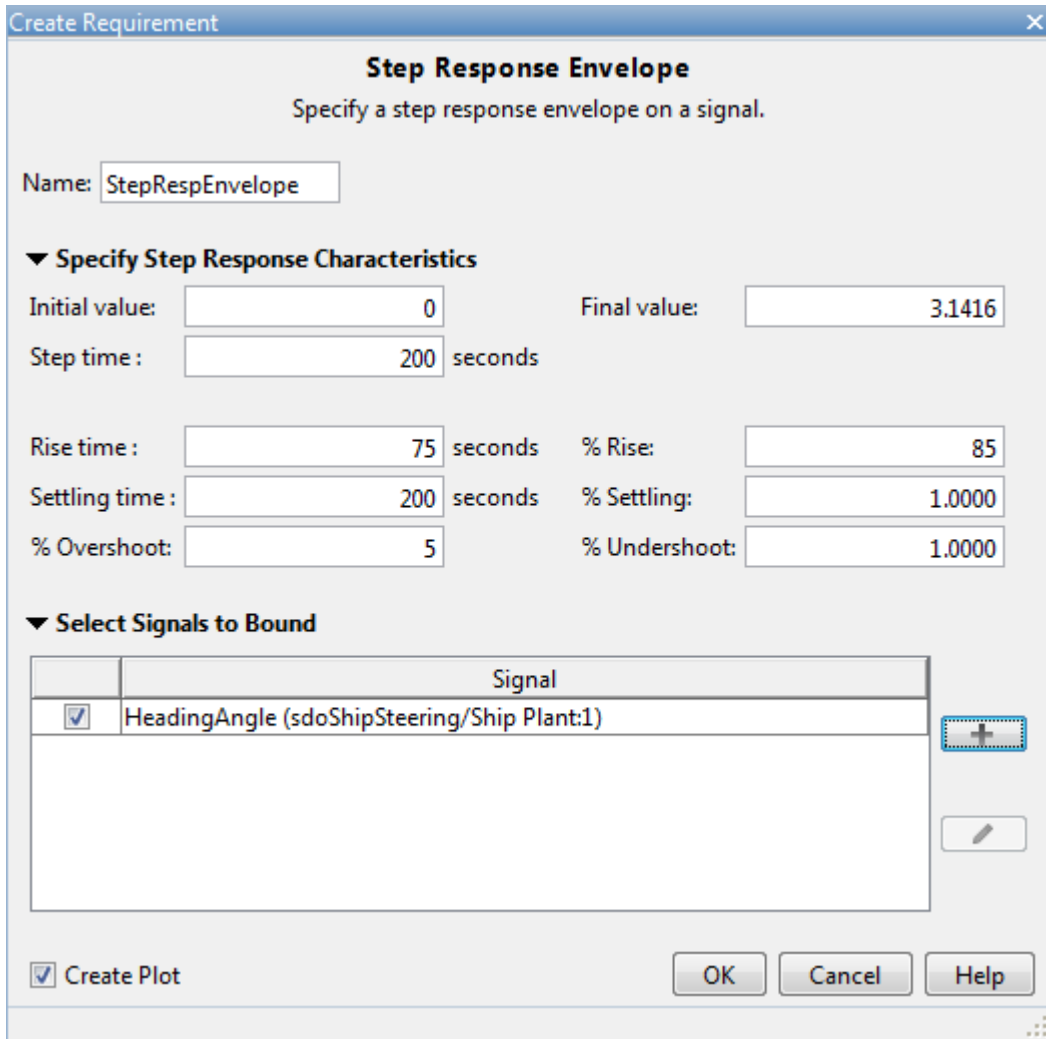 Create Requirement
Step Response Envelope
Specify a step response envelope on a signal.
Name: StepRespEnvelope
Specify Step Response Characteristics
Initial value: 0 Final value: 3.1416
Step time : 200 seconds
Rise time : 75 seconds % Rise: 85
Settling time : 200 seconds % Settling: 1.0000
% Overshoot: 5 % Undershoot: 1.0000
Select Signals to Bound
Signal
HeadingAngle (sdoShipSteering/Ship Plant:1)
Create Plot OK Cancel Help